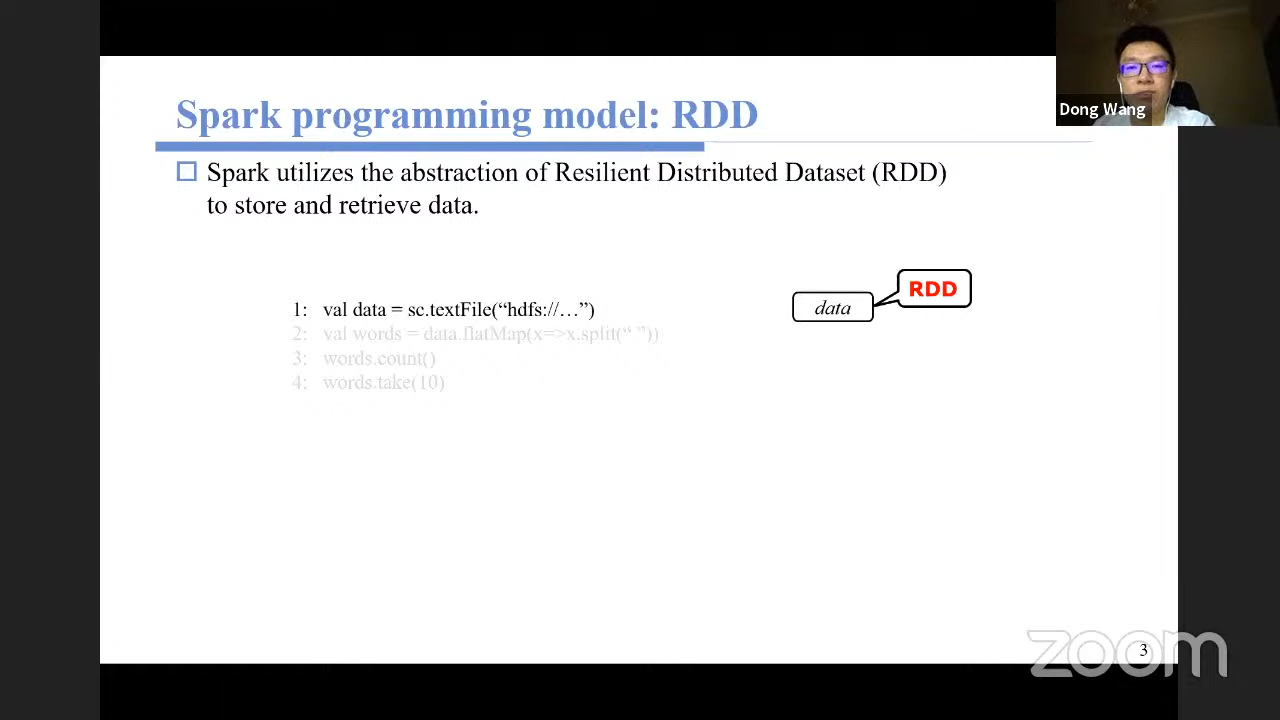 Spark programming model: RDD
Dong Wang
Spark utilizes the abstraction of Resilient Distributed Dataset (RDD)
to store and retrieve data.
1: val data = sc.textFile(“hdfs://…”)
2: val words = data.flatMap(x=>x.split(“ ”))
3: words.count()
4: words.take(10)
data
RDD
3
zoom